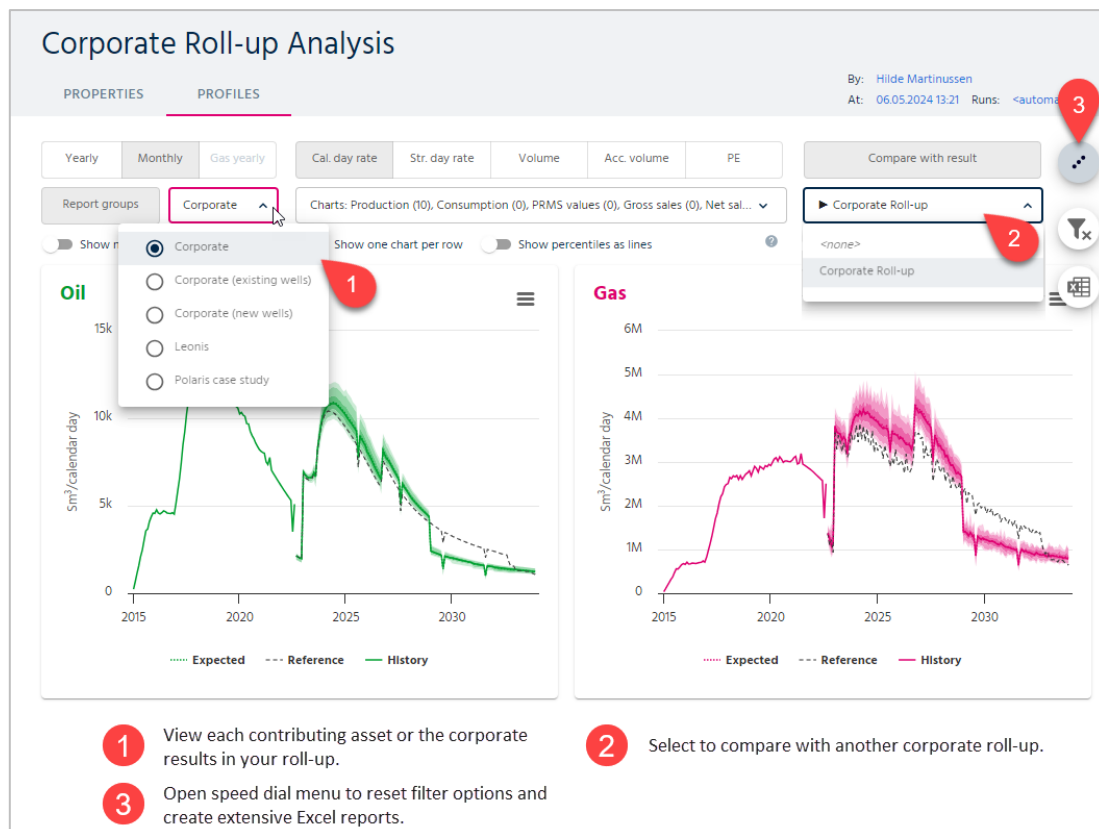 Corporate Roll-up Analysis
PROPERTIES PROFILES
By: Hilde Martinussen
At: 06.05.2024 13:21 Runs: <automa
3
Yearly Monthly Gas yearly Cal. day rate Str. day rate Volume Acc. volume PE Compare with result
Report groups Corporate Charts: Production (10), Consumption (0), PRMS values (0), Gross sales (0), Net sal... ▶ Corporate Roll-up
Show Show one chart per row Show percentiles as lines ?
2
<none>
Corporate Roll-up
Corporate
Corporate (existing wells)
Corporate (new wells)
Leonis
Polaris case study
1
Oil
15k
10k
5k
0
Sm³/calendar day
2015 2020 2025 2030
Expected Reference History
Gas
6M
5M
4M
3M
2M
1M
0
Sm³/calendar day
2015 2020 2025 2030
Expected Reference History
1 View each contributing asset or the corporate
results in your roll-up.
2 Select to compare with another corporate roll-up.
3 Open speed dial menu to reset filter options and
create extensive Excel reports.